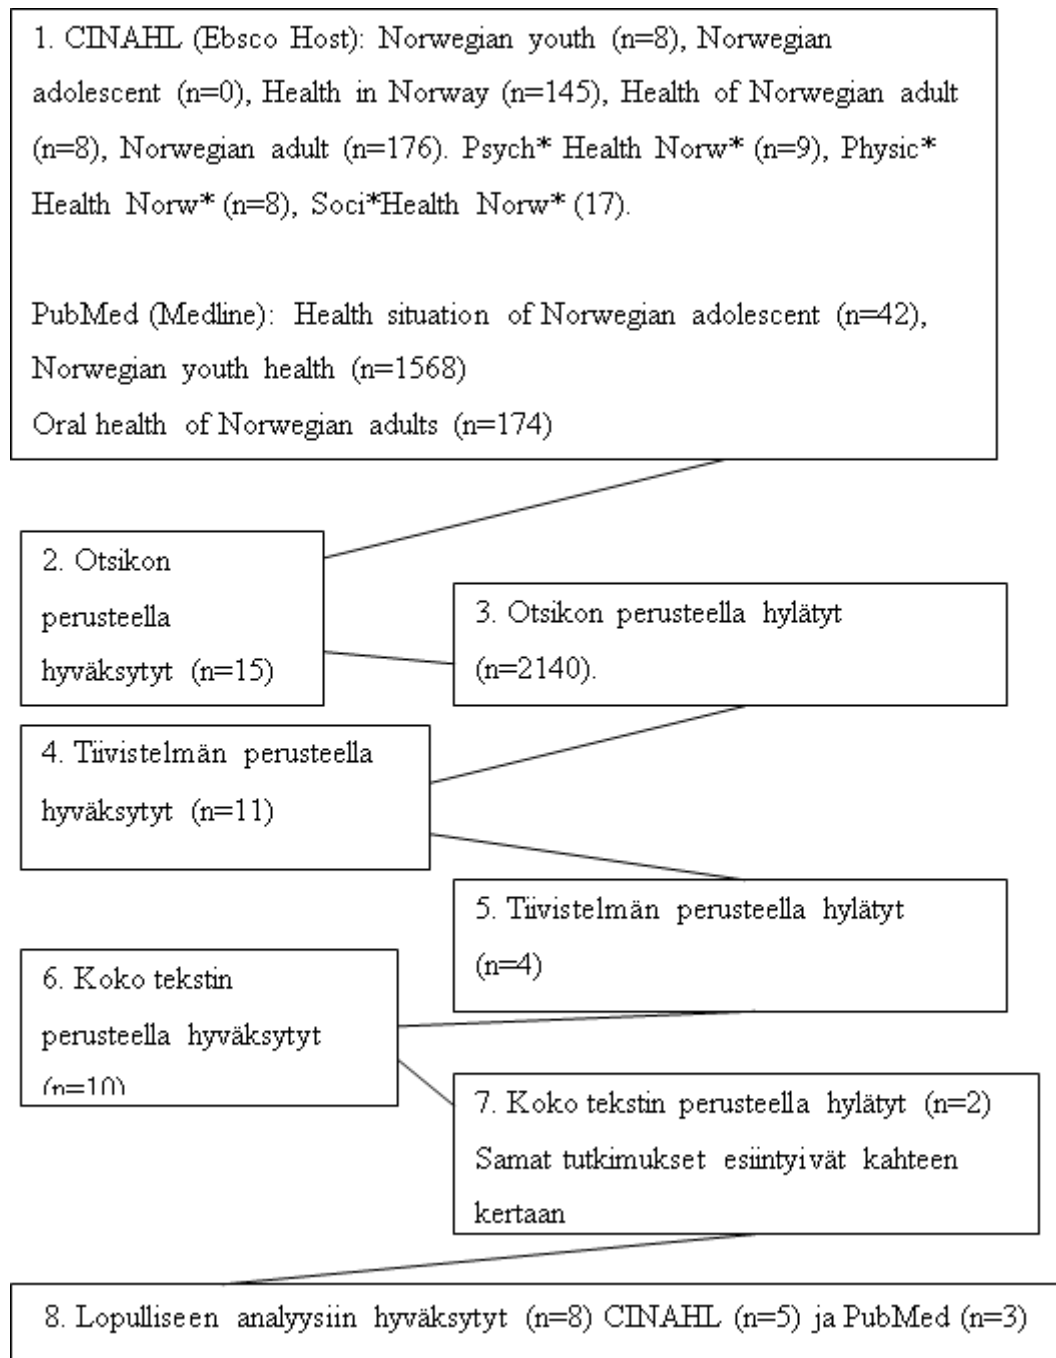 1. CINAHL (Ebsco Host): Norwegian youth (n=8), Norwegian
adolescent (n=0), Health in Norway (n=145), Health of Norwegian adult
(n=8), Norwegian adult (n=176). Psych* Health Norw* (n=9), Physic*
Health Norw* (n=8), Soci*Health Norw* (17).
PubMed (Medline): Health situation of Norwegian adolescent (n=42),
Norwegian youth health (n=1568)
Oral health of Norwegian adults (n=174)
2. Otsikon
perusteella
hyväksytyt (n=15)
3. Otsikon perusteella hylätyt
(n=2140).
4. Tiivistelmän perusteella
hyväksytyt (n=11)
5. Tiivistelmän perusteella hylätyt
(n=4)
6. Koko tekstin
perusteella hyväksytyt
(n=10)
7. Koko tekstin perusteella hylätyt (n=2)
Samat tutkimukset esiintyivät kahteen
kertaan
8. Lopulliseen analyysiin hyväksytyt (n=8) CINAHL (n=5) ja PubMed (n=3)